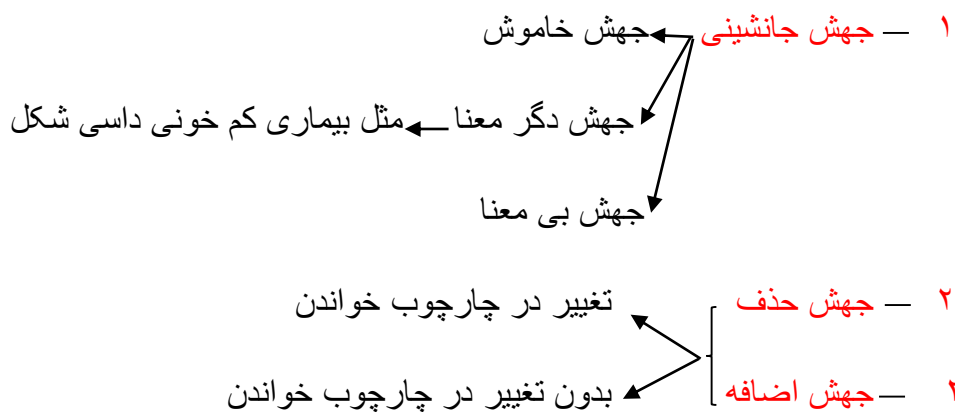 ۱ – جهش جانشینی جهش خاموش
جهش دگر معنا مثل بیماری کم خونی داسی شکل
جهش بی معنا
۲ – جهش حذف تغییر در چارچوب خواندن
– جهش اضافه بدون تغییر در چارچوب خواندن